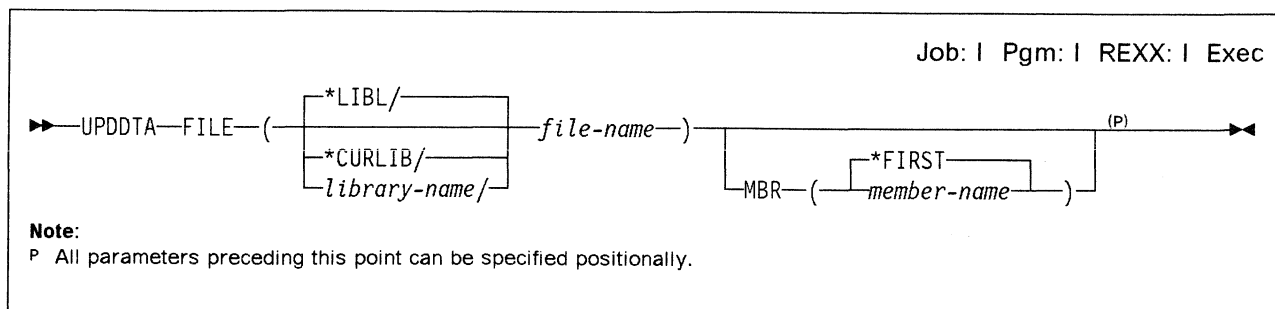 Job: I Pgm: I REXX: I Exec
*LIBL/
UPDDTA FILE ( file-name ) (P)
*CURLIB/
library-name/
*FIRST
MBR ( member-name )
Note:
P All parameters preceding this point can be specified positionally.